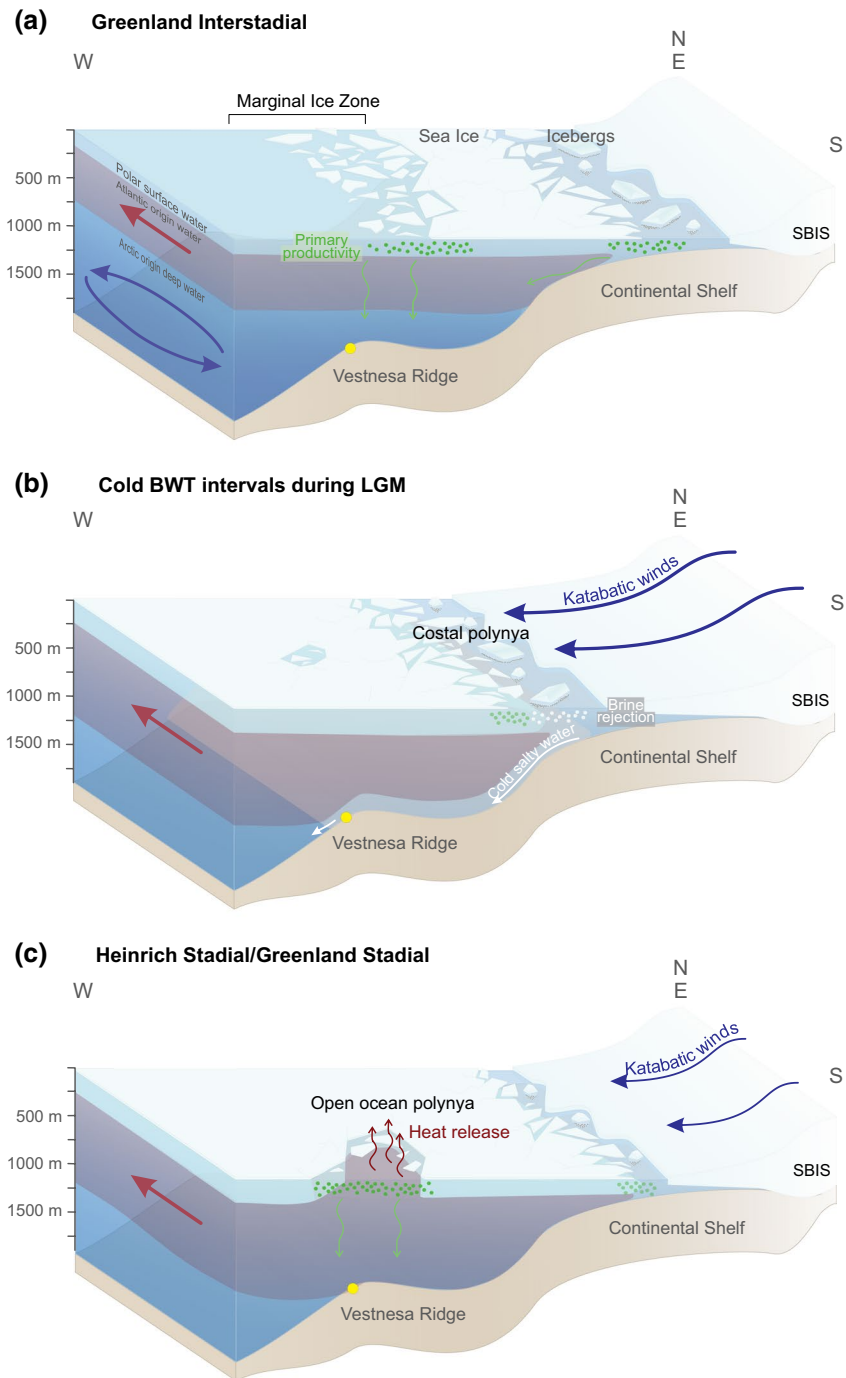 (a) Greenland Interstadial
N
W E
Marginal Ice Zone
Sea Ice Icebergs
S
500 m
Polar surface water
Atlantic origin water
1000 m
Primary
productivity
SBIS
Arctic origin deep water
1500 m
Continental Shelf
Vestnesa Ridge
(b) Cold BWT intervals during LGM
N
W E
Katabatic winds
S
500 m
Costal polynya
1000 m
Brine
rejection
SBIS
1500 m
Cold salty water
Continental Shelf
Vestnesa Ridge
(c) Heinrich Stadial/Greenland Stadial
N
W E
Katabatic winds
S
500 m
Open ocean polynya
Heat release
1000 m
SBIS
1500 m
Continental Shelf
Vestnesa Ridge